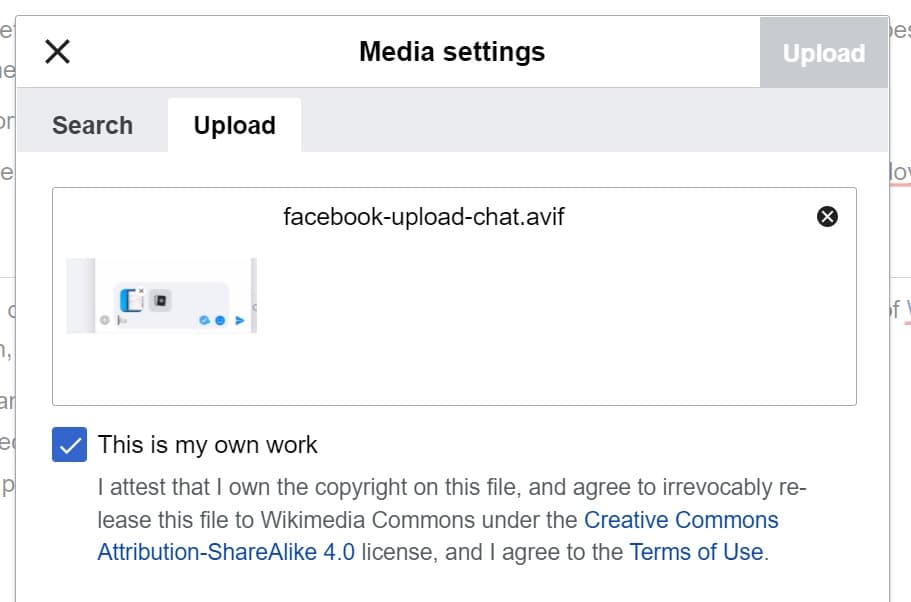 Media settings
Upload
Search
Upload
facebook-upload-chat.avif
This is my own work
I attest that I own the copyright on this file, and agree to irrevocably re-
lease this file to Wikimedia Commons under the Creative Commons
Attribution-ShareAlike 4.0 license, and I agree to the Terms of Use.